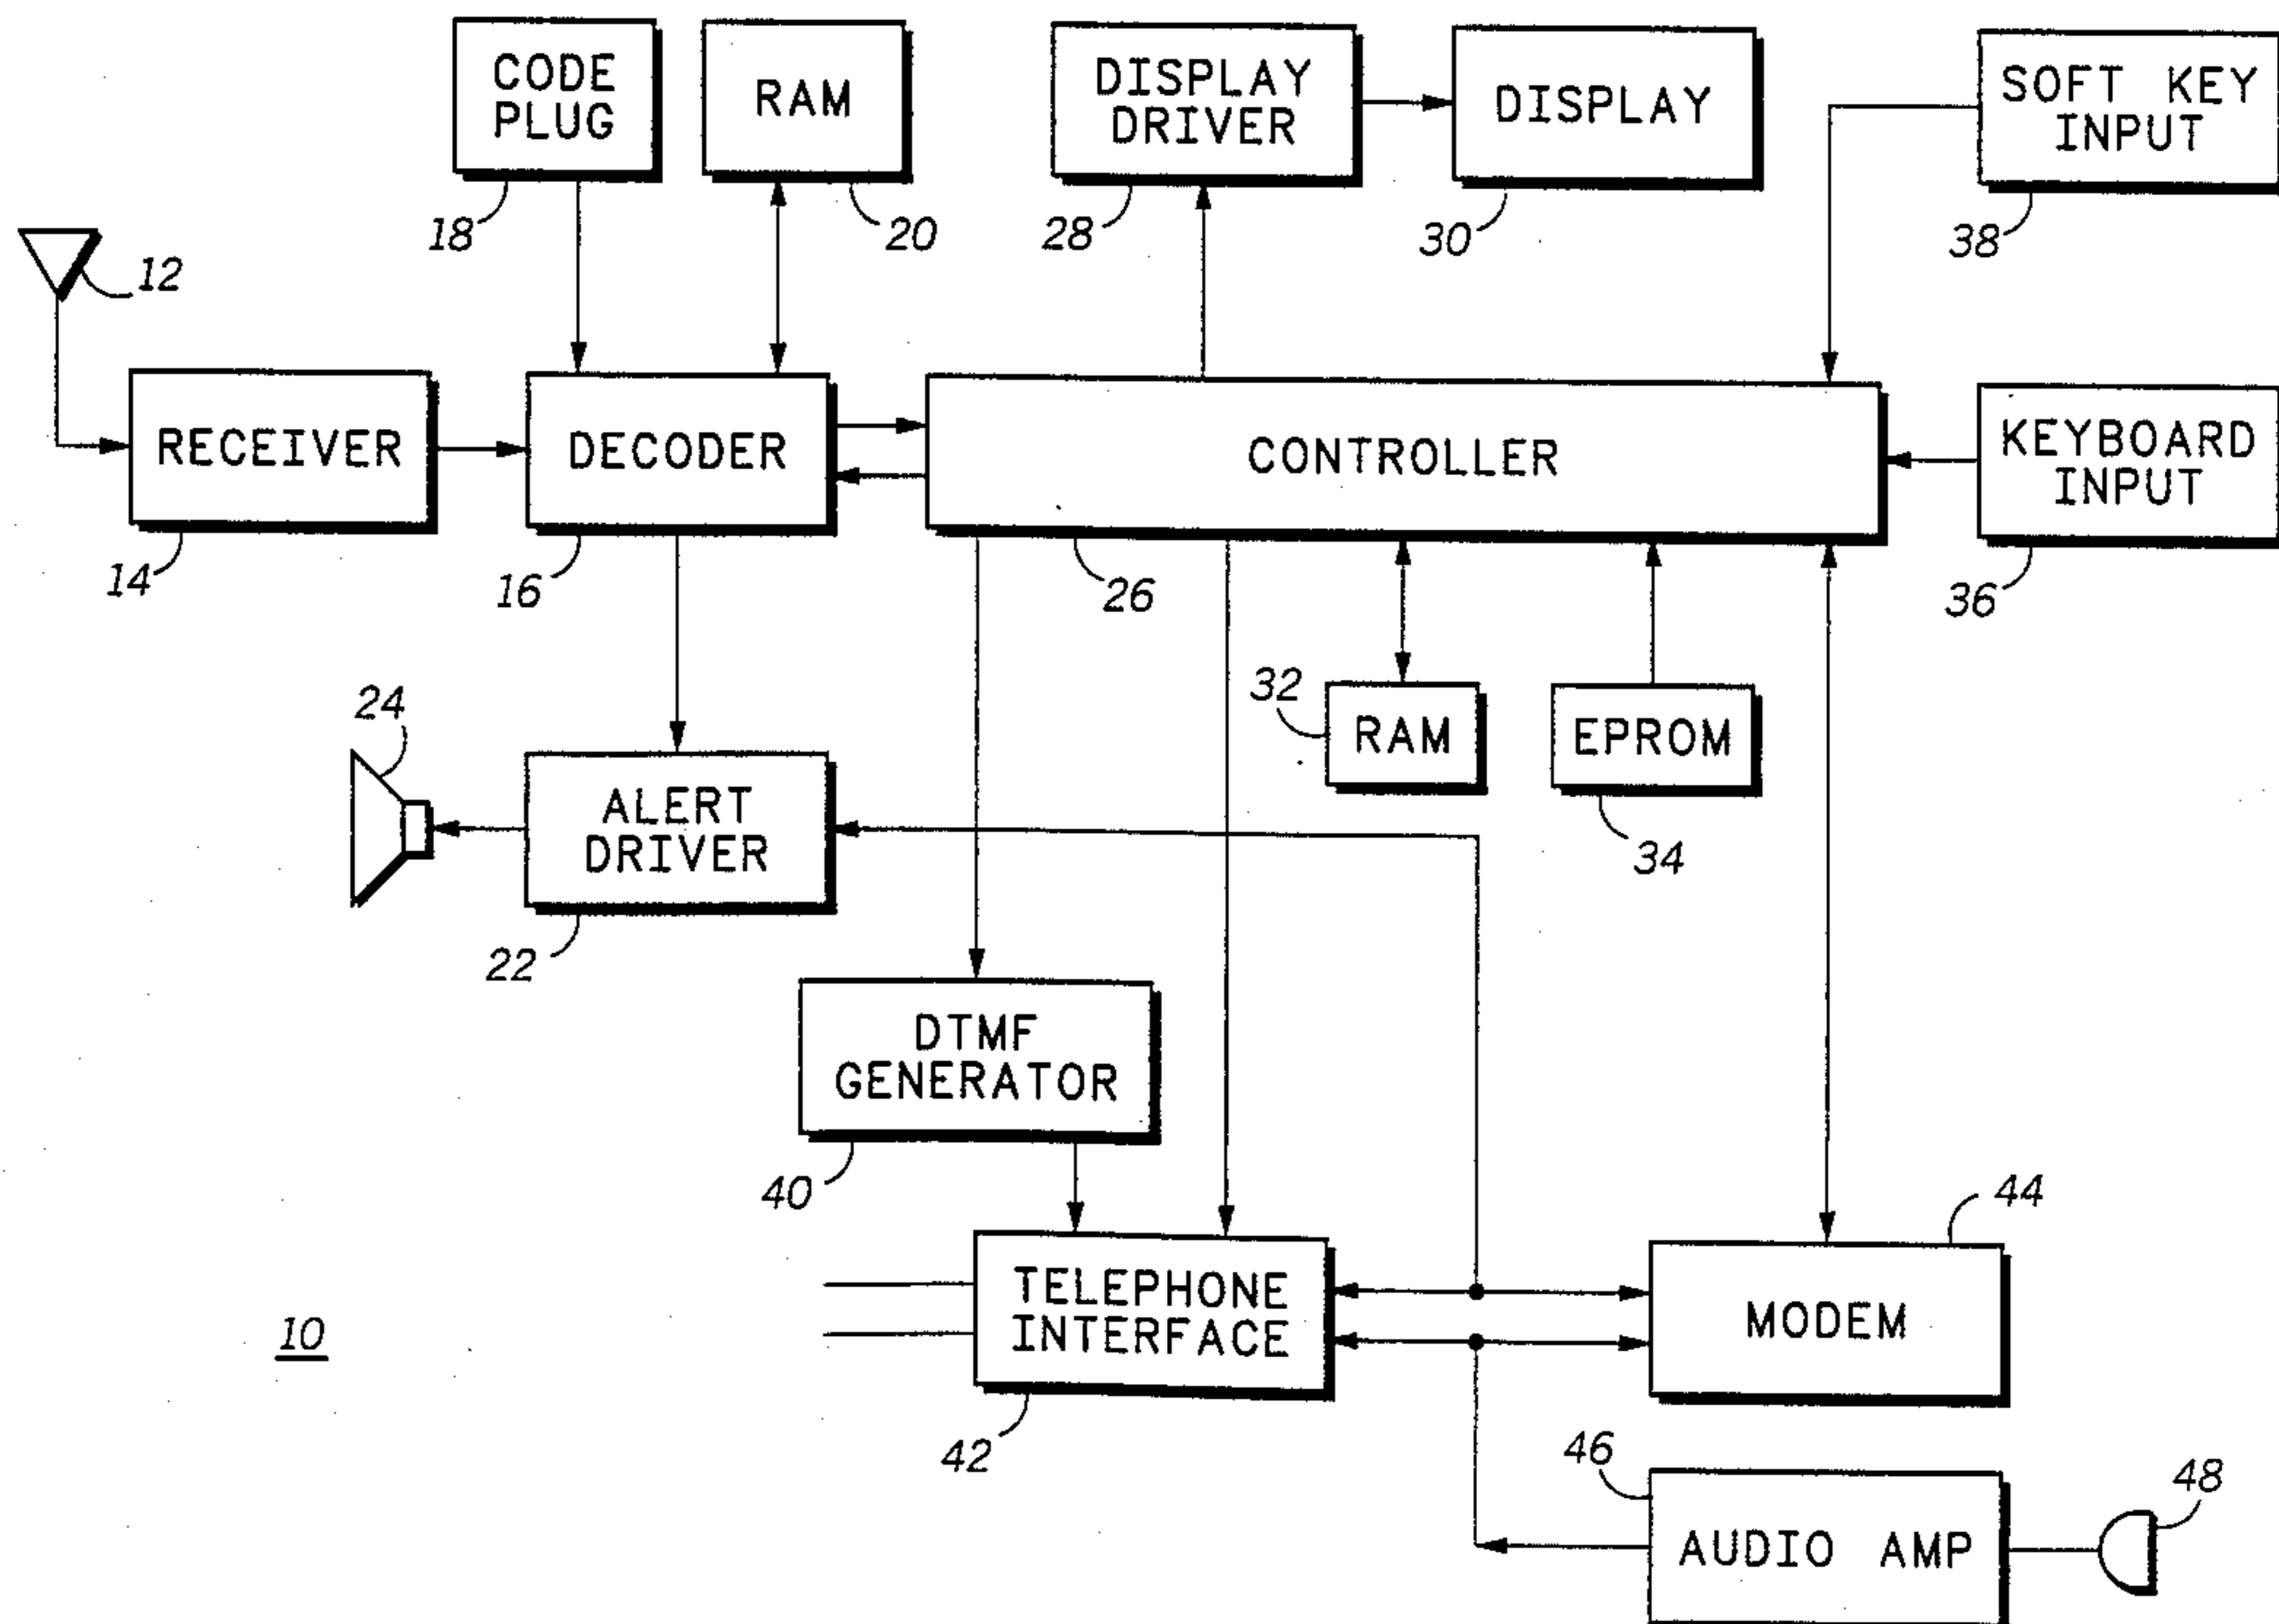 CODE
PLUG
RAM
DISPLAY
DRIVER
DISPLAY
SOFT KEY
INPUT
18
20
28
30
38
12
RECEIVER
DECODER
CONTROLLER
KEYBOARD
INPUT
14
16
26
36
24
32
RAM
EPROM
34
ALERT
DRIVER
22
DTMF
GENERATOR
40
44
TELEPHONE
INTERFACE
MODEM
10
42
46
48
AUDIO AMP